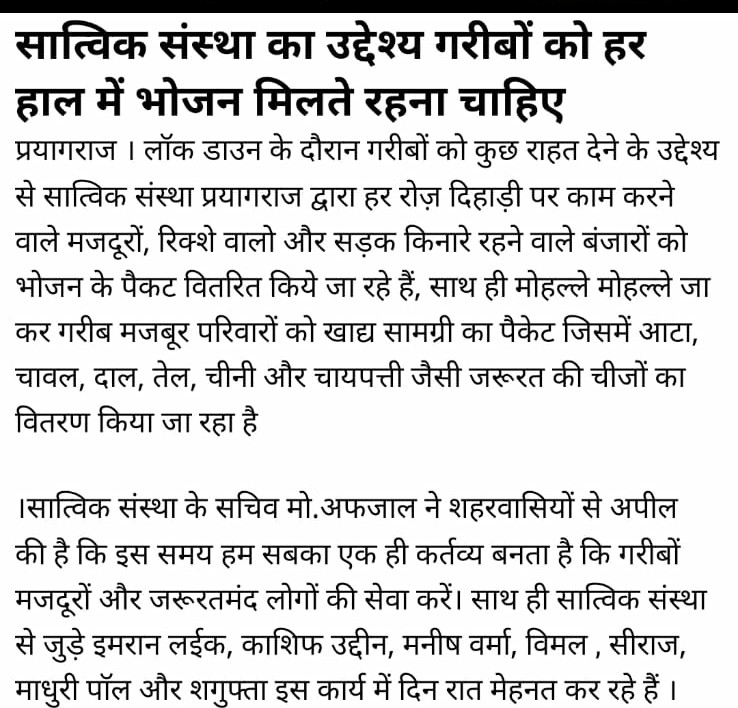 सात्विक संस्था का उद्देश्य गरीबों को हर
हाल में भोजन मिलते रहना चाहिए
प्रयागराज । लॉक डाउन के दौरान गरीबों को कुछ राहत देने के उद्देश्य
से सात्विक संस्था प्रयागराज द्वारा हर रोज़ दिहाड़ी पर काम करने
वाले मजदूरों, रिक्शे वालो और सड़क किनारे रहने वाले बंजारों को
भोजन के पैकट वितरित किये जा रहे हैं, साथ ही मोहल्ले मोहल्ले जा
कर गरीब मजबूर परिवारों को खाद्य सामग्री का पैकेट जिसमें आटा,
चावल, दाल, तेल, चीनी और चायपत्ती जैसी जरूरत की चीजों का
वितरण किया जा रहा है
।सात्विक संस्था के सचिव मो.अफजाल ने शहरवासियों से अपील
की है कि इस समय हम सबका एक ही कर्तव्य बनता है कि गरीबों
मजदूरों और जरूरतमंद लोगों की सेवा करें। साथ ही सात्विक संस्था
से जुड़े इमरान लईक, काशिफ उद्दीन, मनीष वर्मा, विमल , सीराज,
माधुरी पॉल और शगुफ्ता इस कार्य में दिन रात मेहनत कर रहे हैं ।